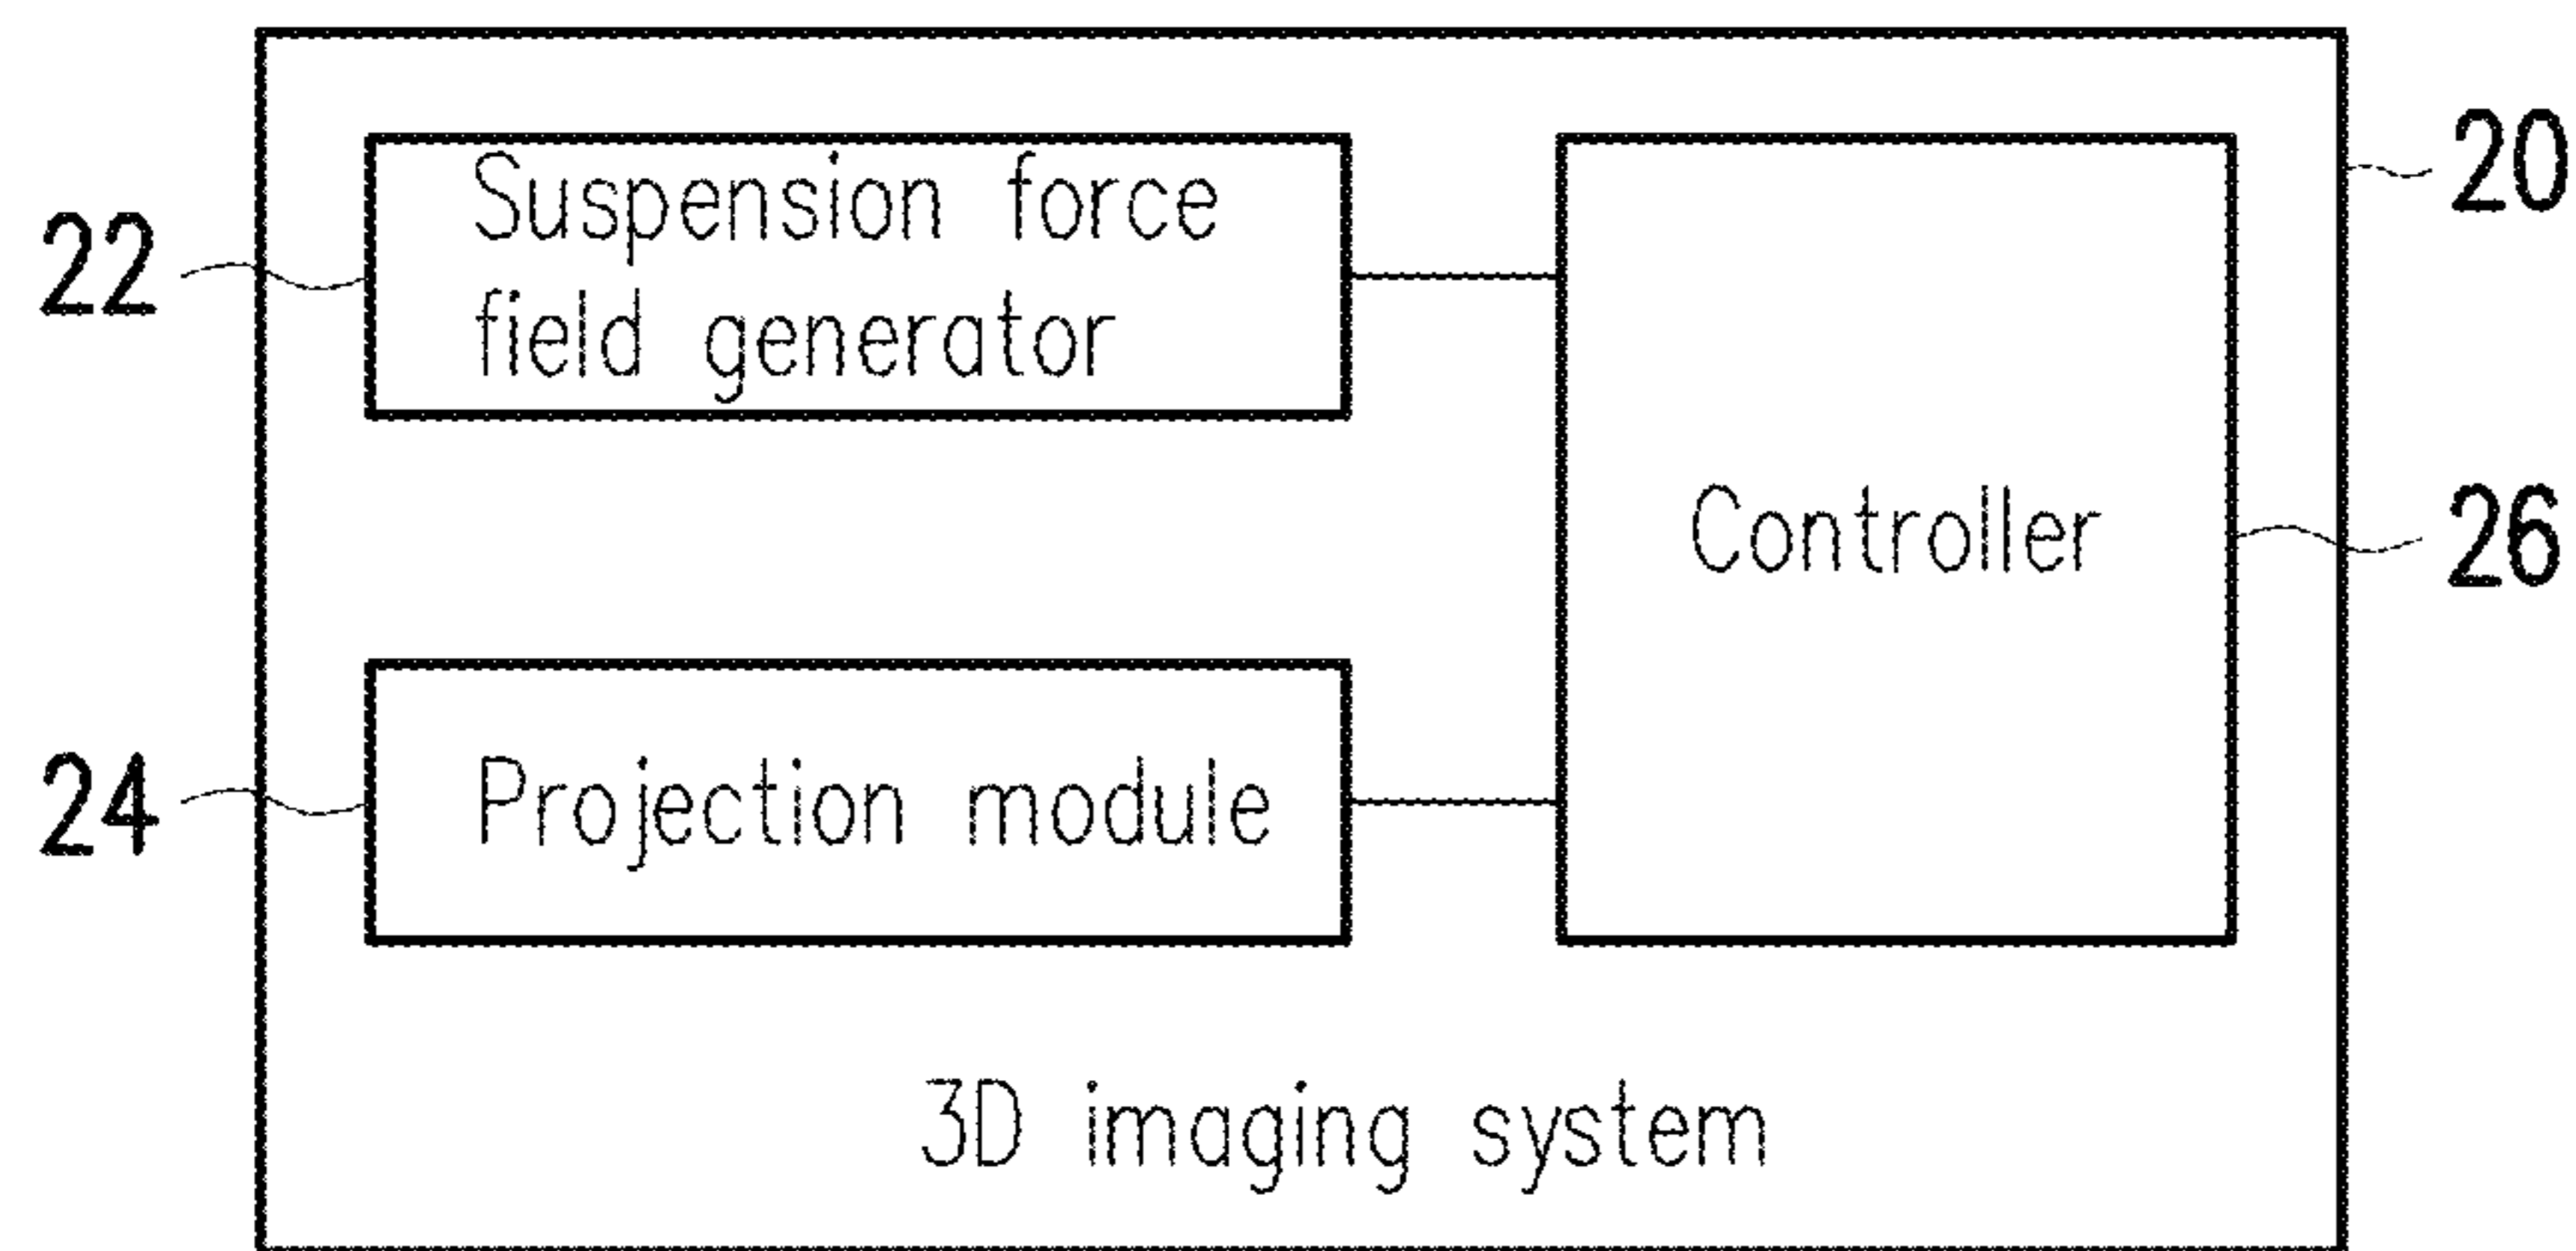 20
22
Suspension force
field generator
Controller
26
24
Projection module
3D imaging system